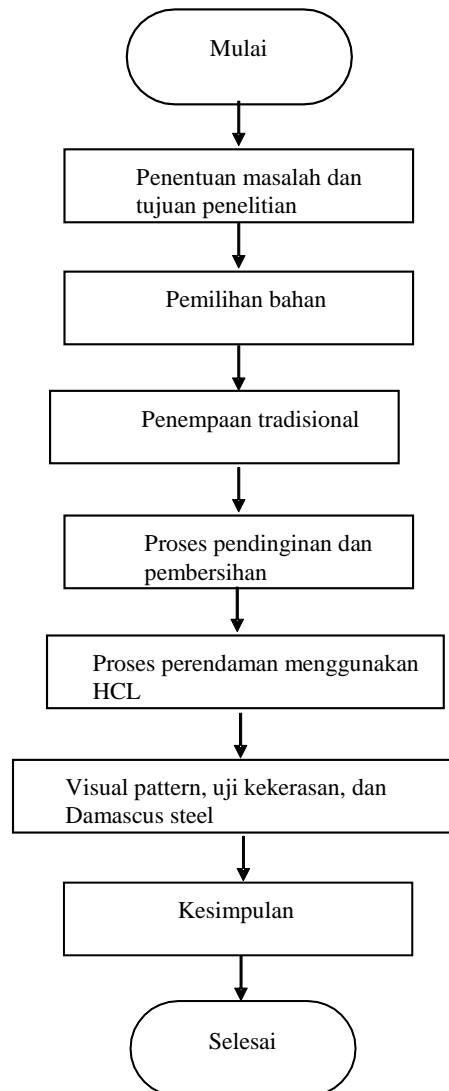 Mulai
Penentuan masalah dan
tujuan penelitian
Pemilihan bahan
Penempaan tradisional
Proses pendinginan dan
pembersihan
Proses perendaman menggunakan
HCL
Visual pattern, uji kekerasan, dan
Damascus steel
Kesimpulan
Selesai